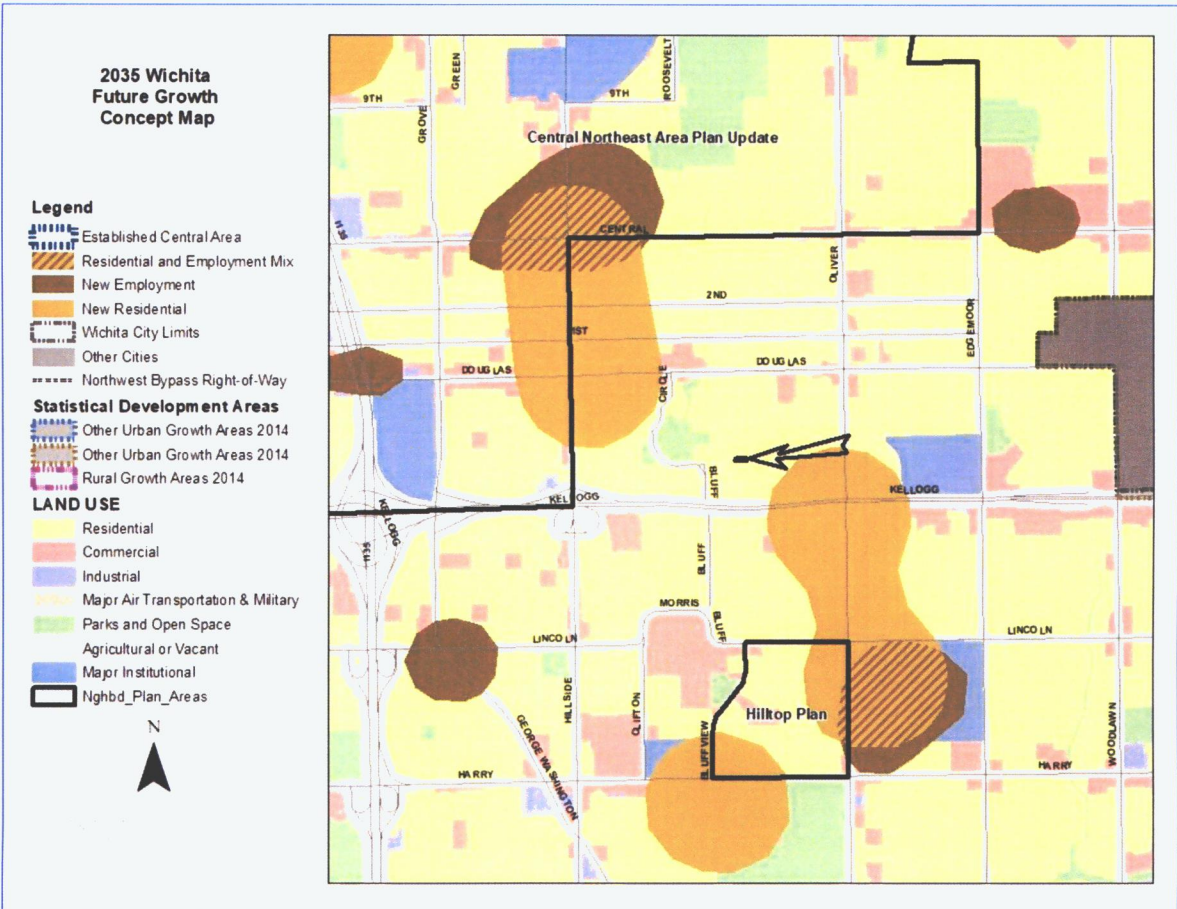 2035 Wichita
Future Growth
Concept Map
Legend
Established Central Area
Residential and Employment Mix
New Employment
New Residential
Wichita City Limits
Other Cities
Northwest Bypass Right-of-Way
Statistical Development Areas
Other Urban Growth Areas 2014
Other Urban Growth Areas 2014
Rural Growth Areas 2014
LAND USE
Residential
Commercial
Industrial
Major Air Transportation & Military
Parks and Open Space
Agricultural or Vacant
Major Institutional
Nghbd_Plan_Areas
N
GREEN
ROOSEVELT
9TH
9TH
GROVE
Central Northeast Area Plan Update
I135
CENTRAL
OLIVER
2ND
EDGEMOOR
1ST
DOUGLAS
DOUGLAS
CIRCLE
BLUFF
KELLOGG
KELLOGG
KELLOGG
I135
BLUFF
MORRIS
BLUFF
LINCOLN
LINCOLN
HILLSIDE
CLIFTON
Hilltop Plan
BLUFFVIEW
WOODLAWN
GEORGE WASHINGTON
HARRY
HARRY